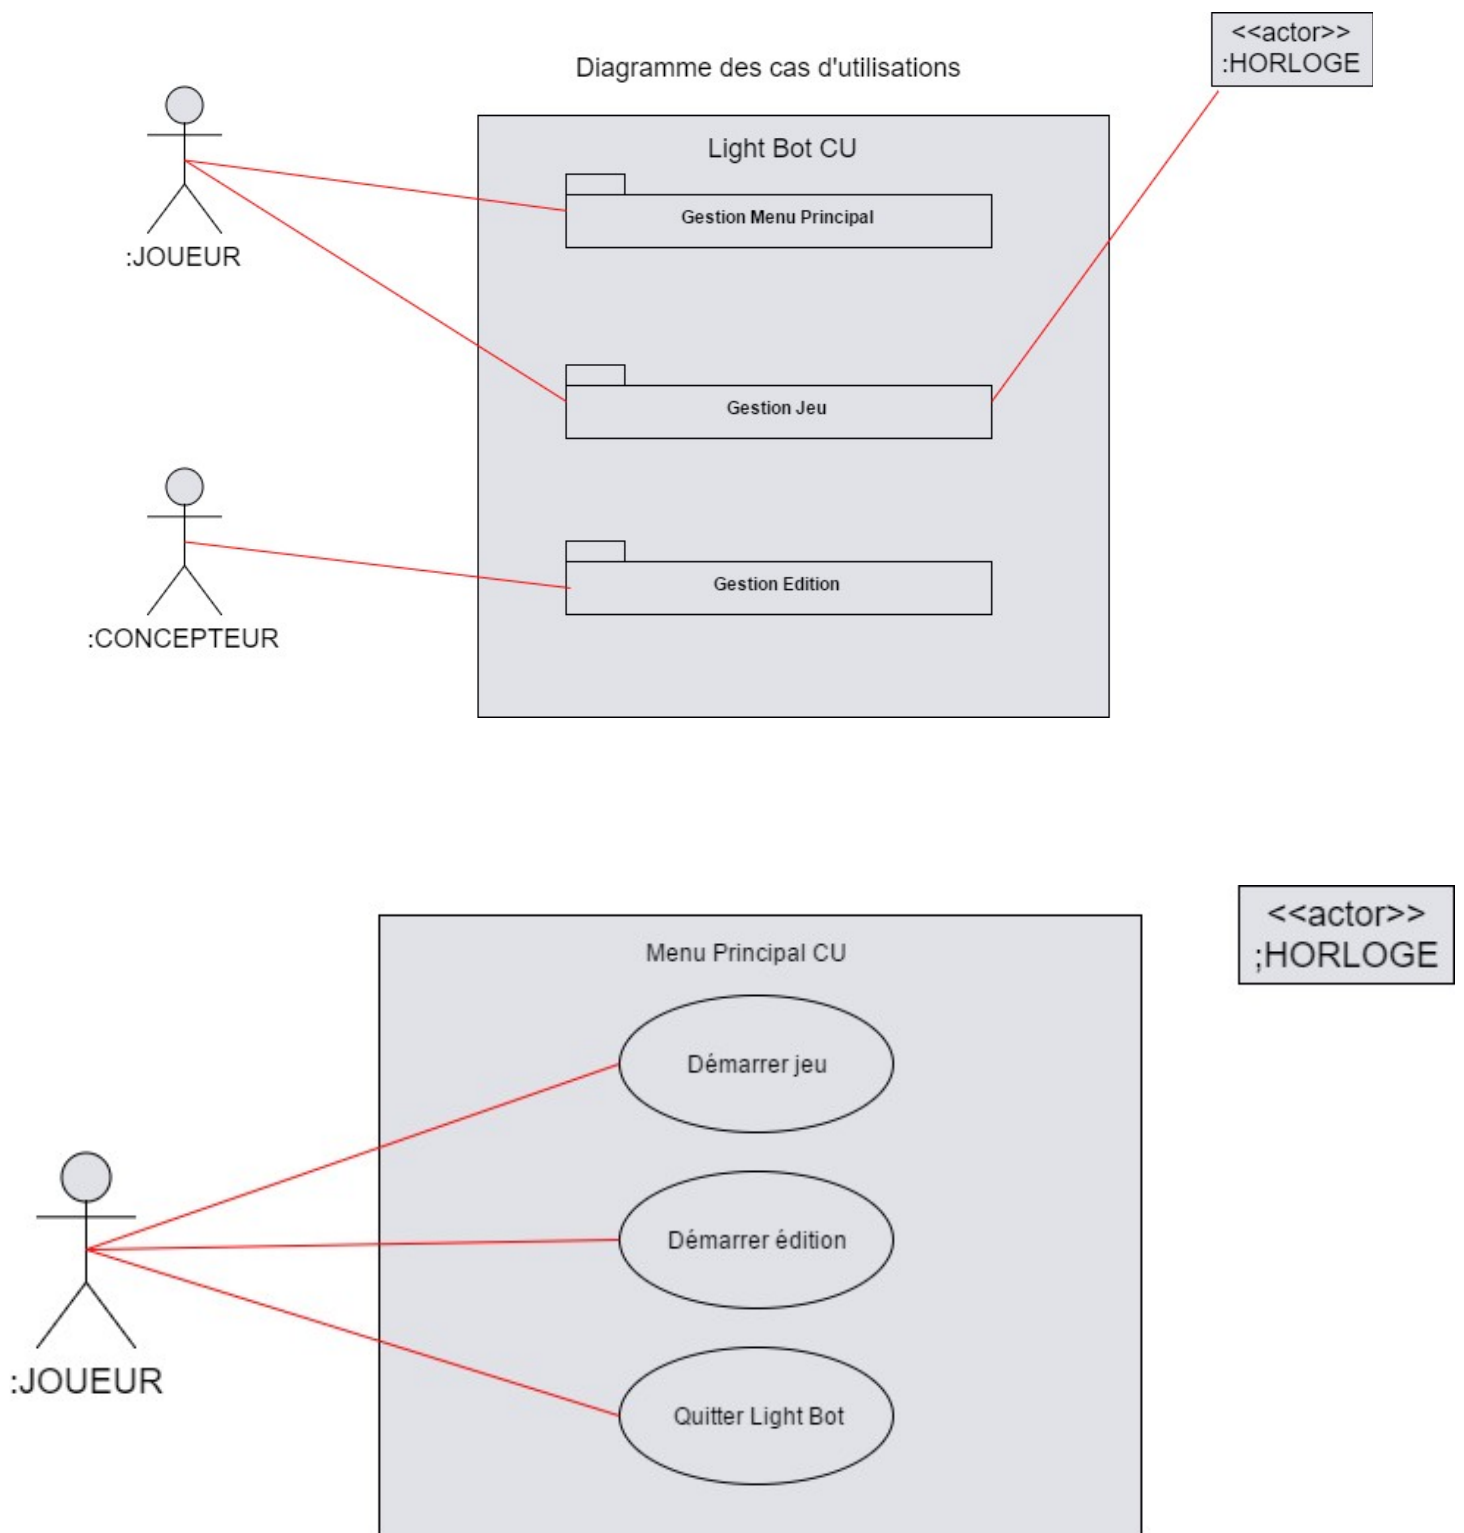 <<actor>>
:HORLOGE
Diagramme des cas d'utilisations
Light Bot CU
Gestion Menu Principal
:JOUEUR
Gestion Jeu
Gestion Edition
:CONCEPTEUR
<<actor>>
;HORLOGE
Menu Principal CU
Démarrer jeu
Démarrer édition
:JOUEUR
Quitter Light Bot